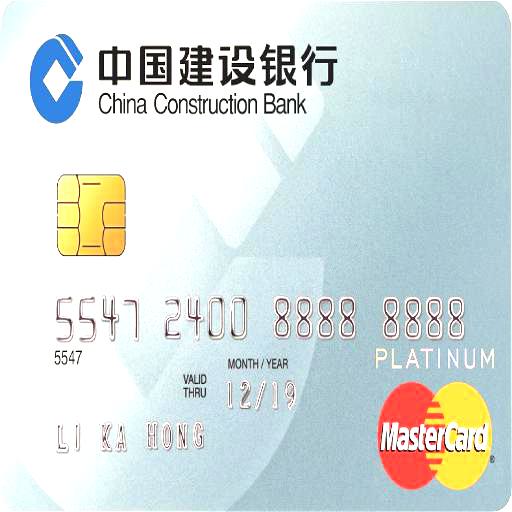 中国建设银行
China Construction Bank
5547 2400 8888 8888
5547
PLATINUM
MONTH / YEAR
VALID
THRU
12/19
LI KA HONG
MasterCard
®